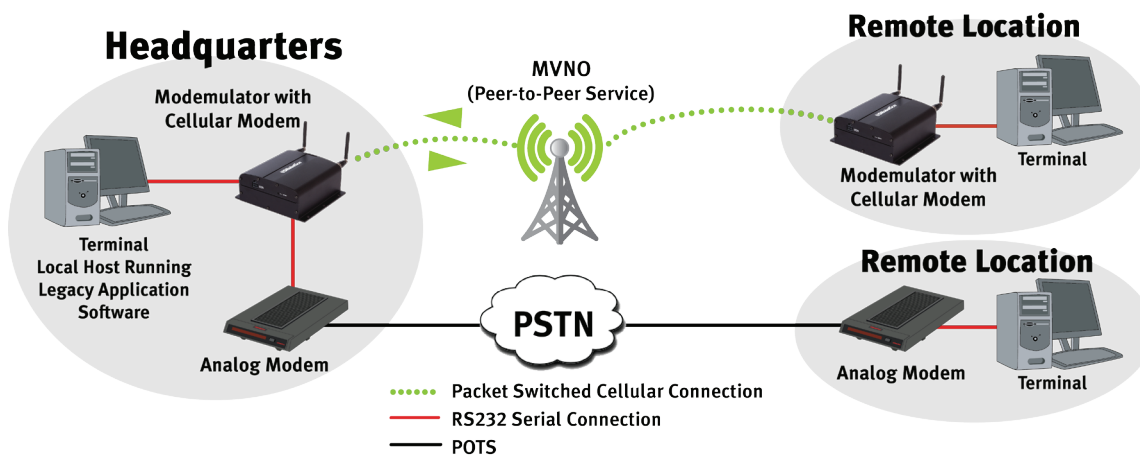 Headquarters
Modemulator with
Cellular Modem
Terminal
Local Host Running
Legacy Application
Software
Analog Modem
MVNO
(Peer-to-Peer Service)
PSTN
Remote Location
Terminal
Modemulator with
Cellular Modem
Remote Location
Analog Modem
Terminal
Packet Switched Cellular Connection
RS232 Serial Connection
POTS